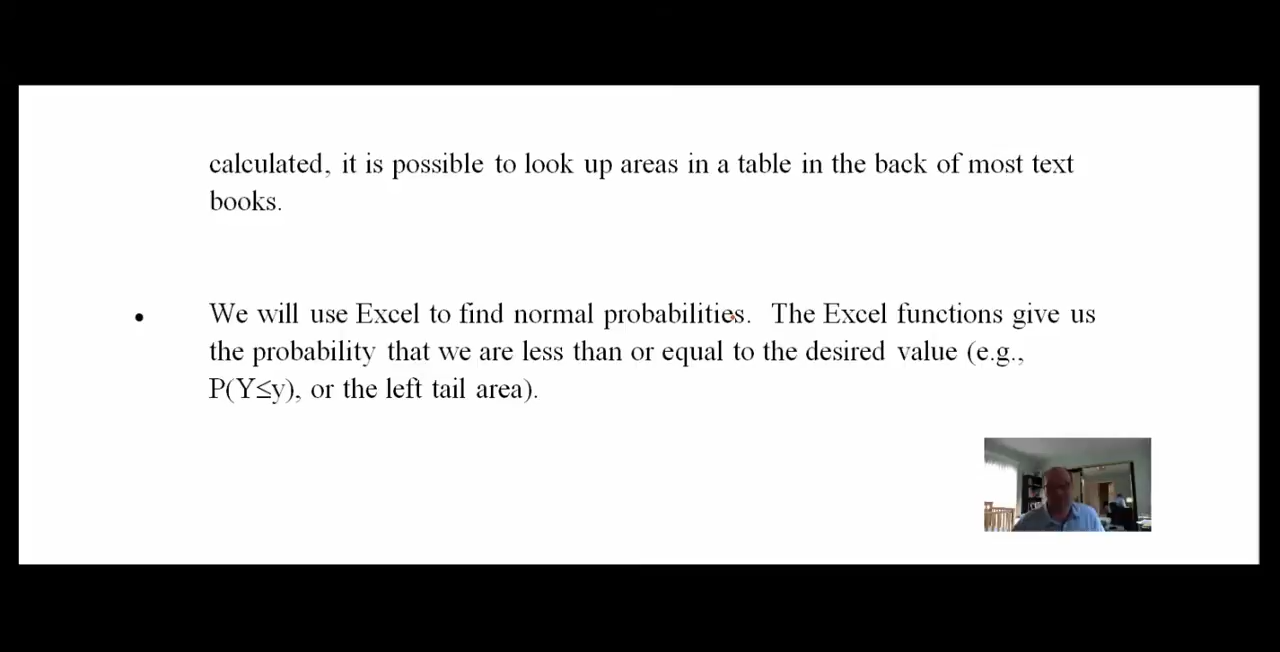 calculated, it is possible to look up areas in a table in the back of most text
books.
• We will use Excel to find normal probabilities. The Excel functions give us
the probability that we are less than or equal to the desired value (e.g.,
P(Y≤y), or the left tail area).